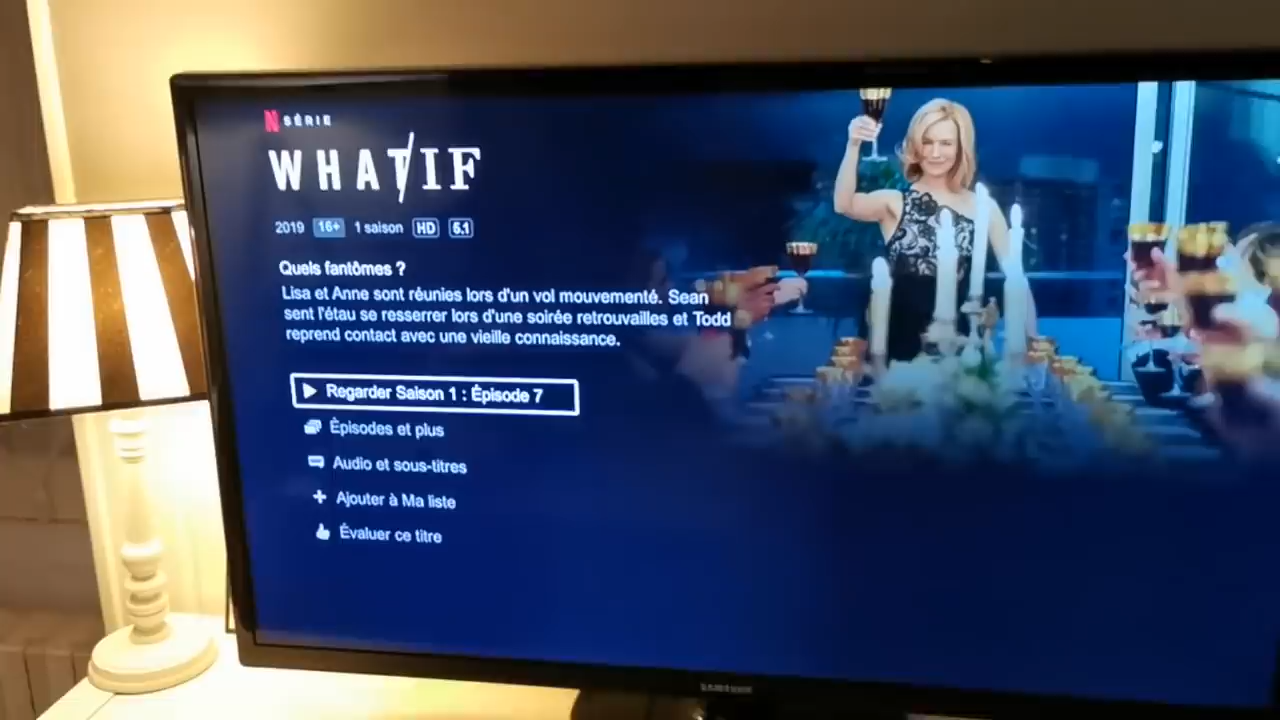 N SÉRIE
WHAT/IF
2019 16+ 1 saison HD 5.1
Quels fantômes ?
Lisa et Anne sont réunies lors d'un vol mouvementé. Sean
sent l'étau se resserrer lors d'une soirée retrouvailles et Todd
reprend contact avec une vieille connaissance.
Regarder Saison 1 : Épisode 7
Épisodes et plus
Audio et sous-titres
Ajouter à Ma liste
Évaluer ce titre
SAMSUNG